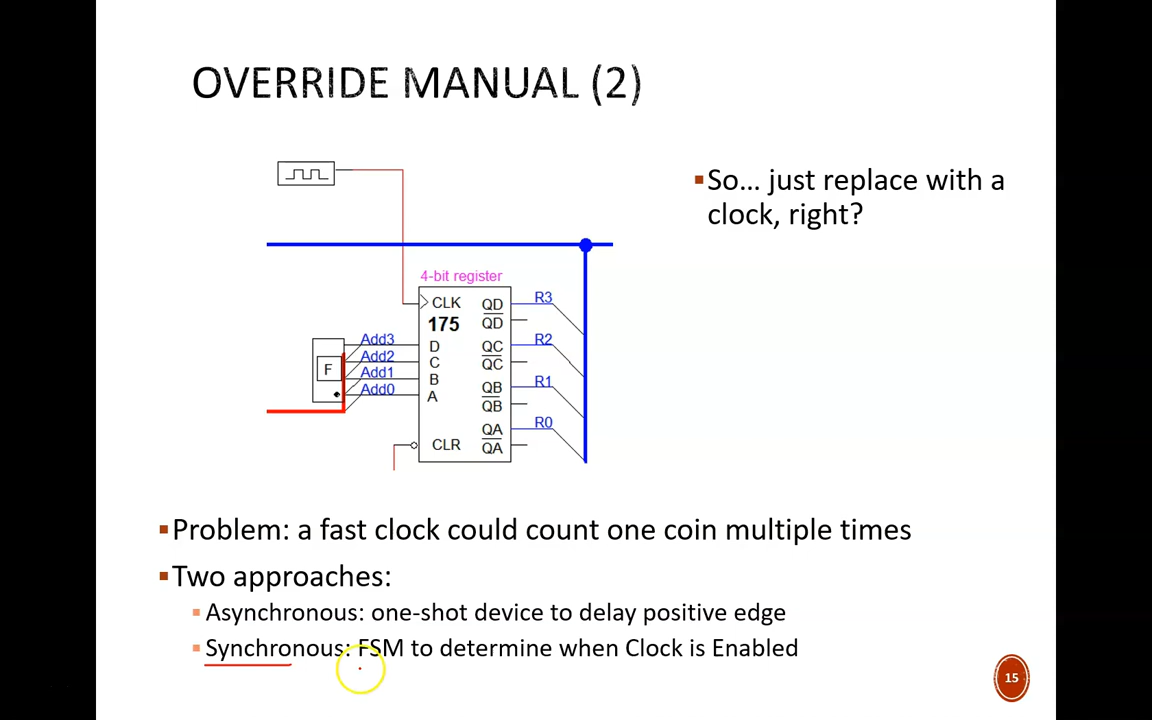 OVERRIDE MANUAL (2)
So... just replace with a
clock, right?
4-bit register
CLK
175
D
C
B
A
CLR
QD
QD
QC
QC
QB
QB
QA
QA
R3
R2
R1
R0
Add3
Add2
Add1
Add0
F
Problem: a fast clock could count one coin multiple times
Two approaches:
Asynchronous: one-shot device to delay positive edge
Synchronous: FSM to determine when Clock is Enabled
15